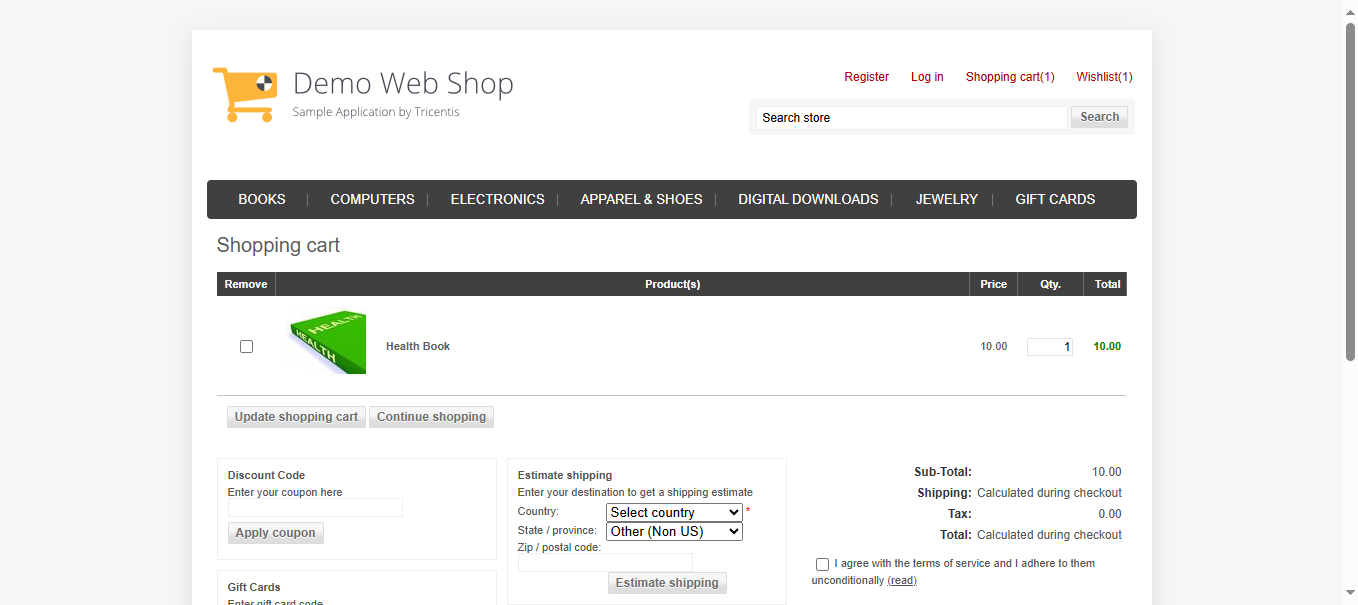 Demo Web Shop
Sample Application by Tricentis
Register Log in Shopping cart(1) Wishlist(1)
Search store Search
BOOKS COMPUTERS ELECTRONICS APPAREL & SHOES DIGITAL DOWNLOADS JEWELRY GIFT CARDS
Shopping cart
Remove Product(s) Price Qty. Total
HEALTH
HEALTH
Health Book 10.00 1 10.00
Update shopping cart Continue shopping
Discount Code
Enter your coupon here
Apply coupon
Gift Cards
Enter gift card code
Estimate shipping
Enter your destination to get a shipping estimate
Country: Select country *
State / province: Other (Non US)
Zip / postal code:
Estimate shipping
Sub-Total: 10.00
Shipping: Calculated during checkout
Tax: 0.00
Total: Calculated during checkout
I agree with the terms of service and I adhere to them
unconditionally (read)